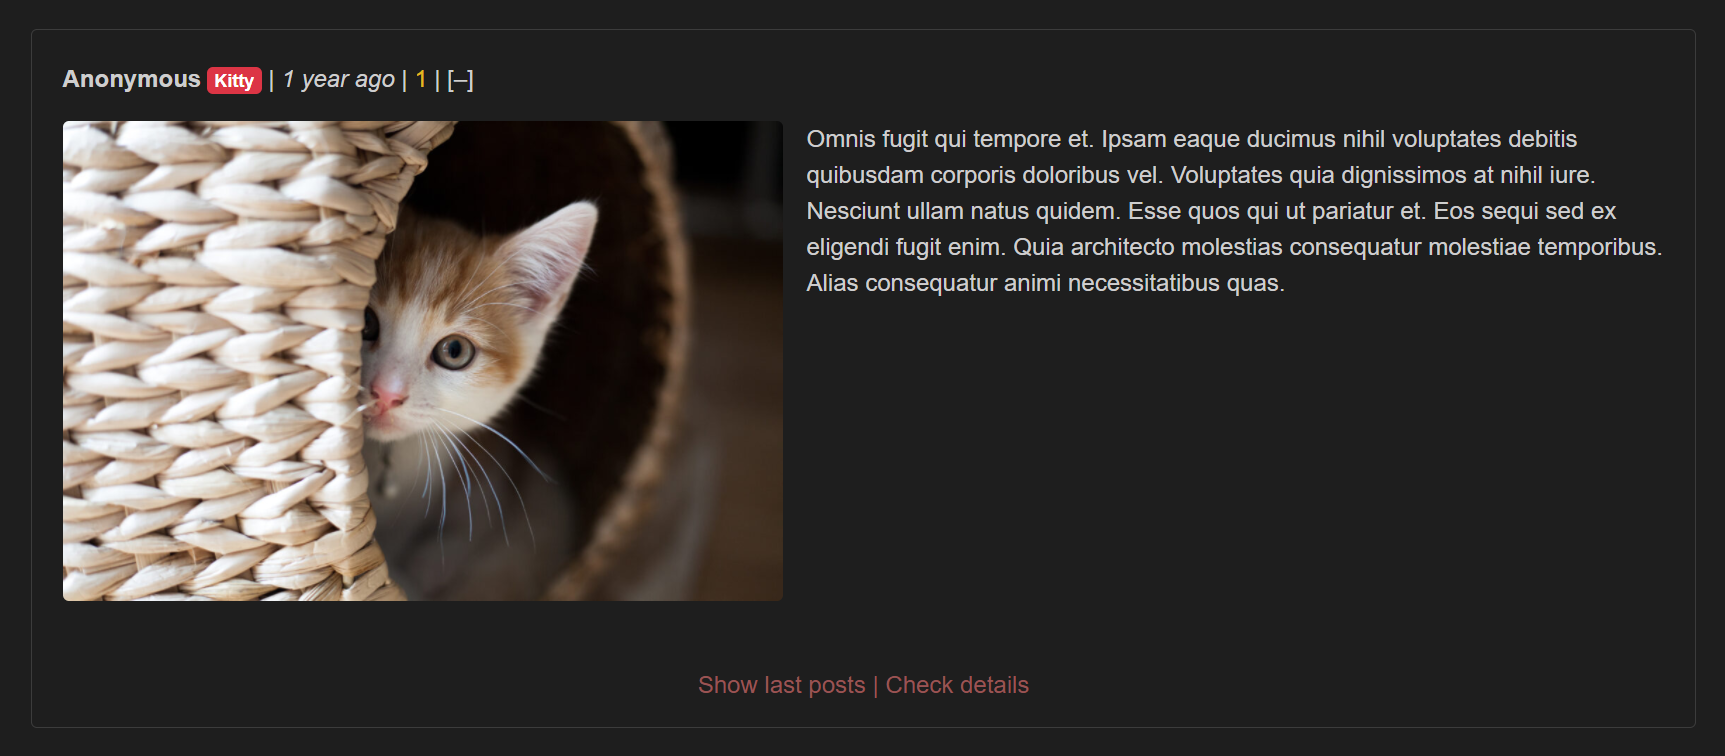 Anonymous Kitty | 1 year ago | 1 | [–]
Omnis fugit qui tempore et. Ipsam eaque ducimus nihil voluptates debitis
quibusdam corporis doloribus vel. Voluptates quia dignissimos at nihil iure.
Nesciunt ullam natus quidem. Esse quos qui ut pariatur et. Eos sequi sed ex
eligendi fugit enim. Quia architecto molestias consequatur molestiae temporibus.
Alias consequatur animi necessitatibus quas.
Show last posts | Check details